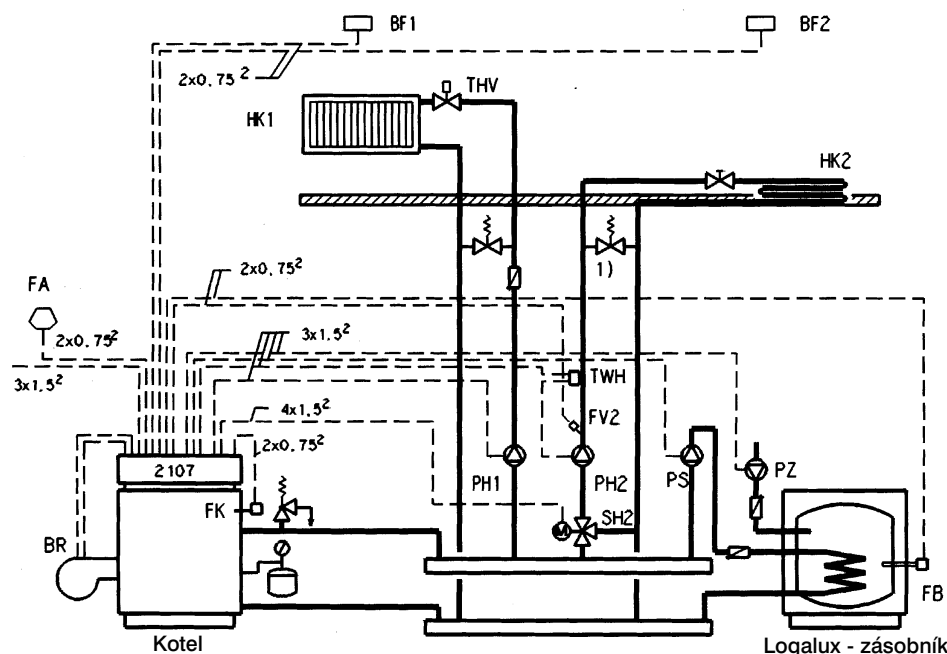 BF1
BF2
2x0,75²
THV
HK1
HK2
1)
2x0,75²
FA
2x0,75²
3x1,5²
3x1,5²
TWH
4x1,5²
FV2
2x0,75²
2107
PH1
PH2
PS
PZ
FK
SH2
M
BR
FB
Kotel
Logalux - zásobník